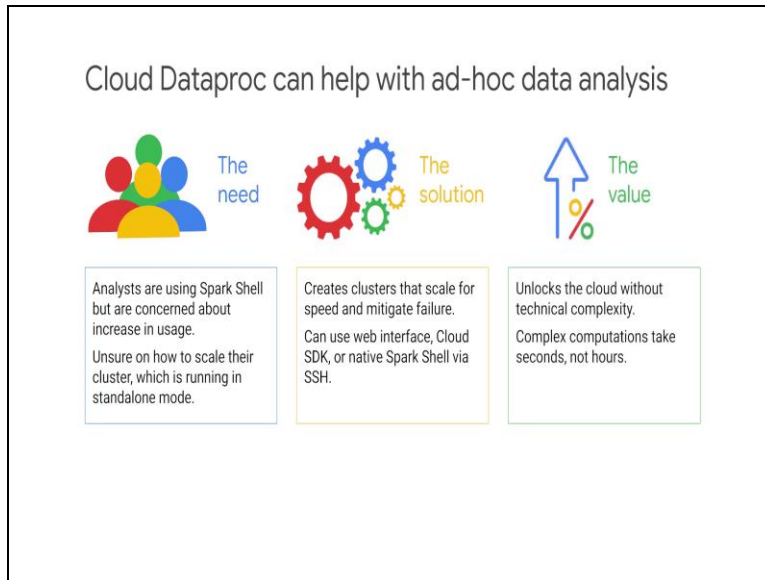 Cloud Dataproc can help with ad-hoc data analysis
The
need
Analysts are using Spark Shell
but are concerned about
increase in usage.
Unsure on how to scale their
cluster, which is running in
standalone mode.
The
solution
Creates clusters that scale for
speed and mitigate failure.
Can use web interface, Cloud
SDK, or native Spark Shell via
SSH.
The
value
Unlocks the cloud without
technical complexity.
Complex computations take
seconds, not hours.